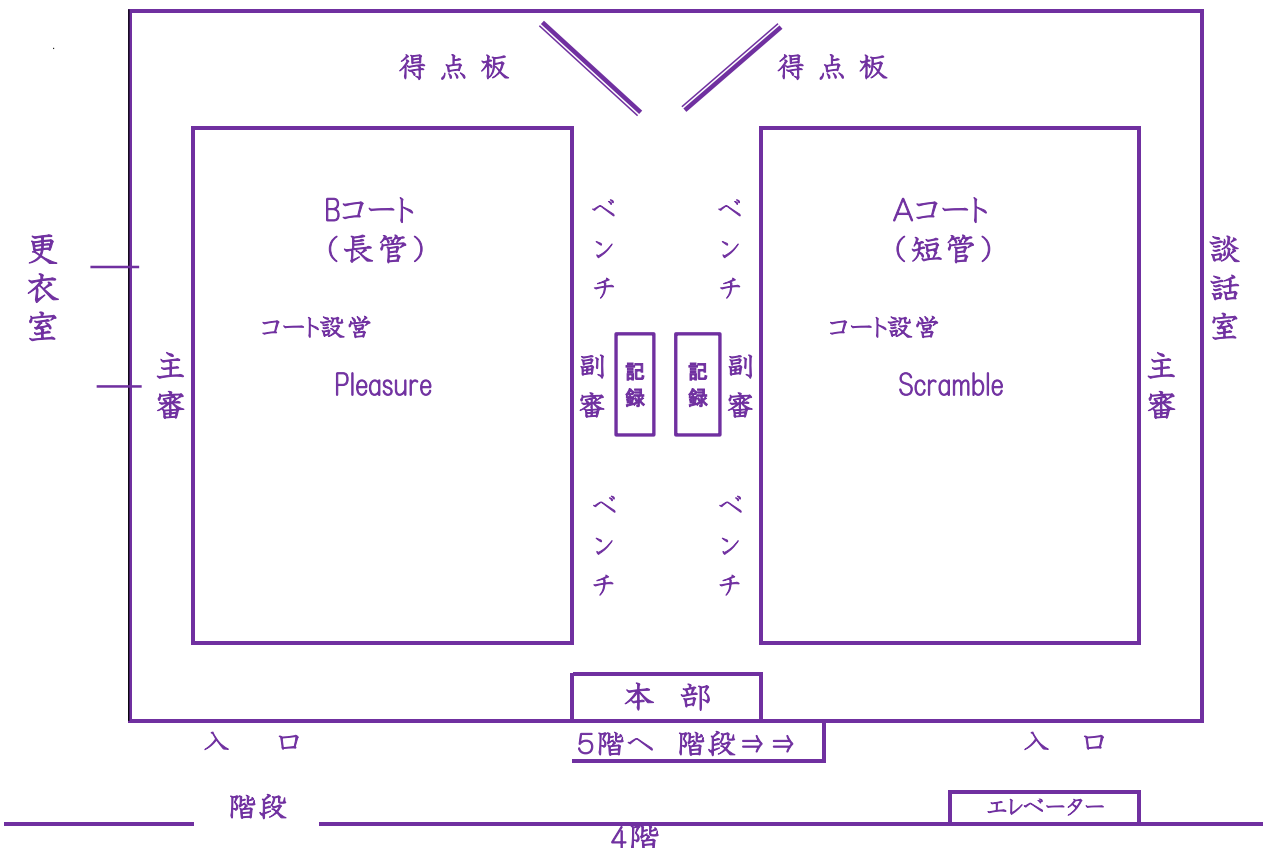 得点板
得点板
Bコート
（長管）
コート設営
Pleasure
ベンチ
ベンチ
Aコート
（短管）
コート設営
Scramble
更衣室
談話室
主審
副審
記録
記録
副審
主審
ベンチ
ベンチ
本部
入口
5階へ 階段⇒⇒
入口
階段
エレベーター
4階